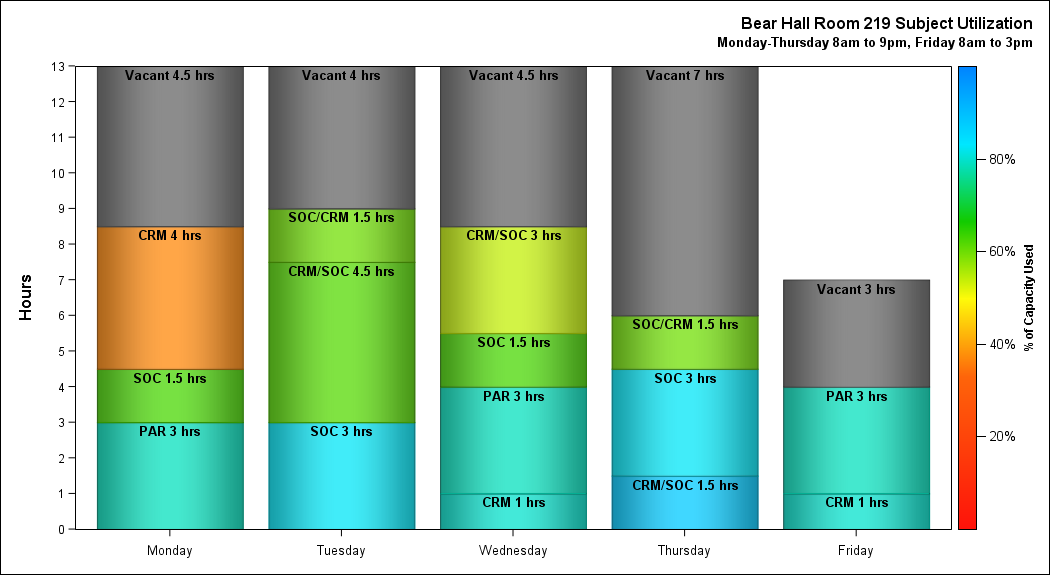 Bear Hall Room 219 Subject Utilization
Monday-Thursday 8am to 9pm, Friday 8am to 3pm
Hours
13
12
11
10
9
8
7
6
5
4
3
2
1
0
Vacant 4.5 hrs
CRM 4 hrs
SOC 1.5 hrs
PAR 3 hrs
Monday
Vacant 4 hrs
SOC/CRM 1.5 hrs
CRM/SOC 4.5 hrs
SOC 3 hrs
Tuesday
Vacant 4.5 hrs
CRM/SOC 3 hrs
SOC 1.5 hrs
PAR 3 hrs
CRM 1 hrs
Wednesday
Vacant 7 hrs
SOC/CRM 1.5 hrs
SOC 3 hrs
CRM/SOC 1.5 hrs
Thursday
Vacant 3 hrs
PAR 3 hrs
CRM 1 hrs
Friday
80%
60%
40%
20%
% of Capacity Used